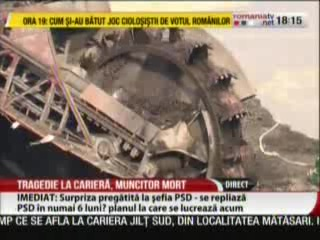 ORA 19: CUM ȘI-AU BĂTUT JOC CIOLOȘIȘTII DE VOTUL ROMÂNILOR
romaniatv.net
18:15
TRAGEDIE LA CARIERĂ, MUNCITOR MORT
DIRECT
IMEDIAT: Surpriza pregătită la șefia PSD - se repliază
PSD în numai 6 luni? planul la care se lucrează acum
MP CE SE AFLA LA CARIERA JILȚ SUD, DIN LOCALITATEA MĂTĂSARI.